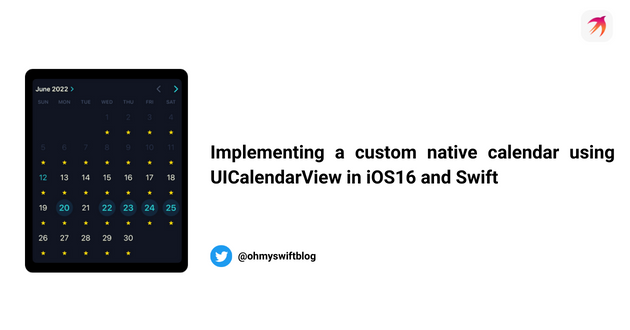 June 2022
SUN MON TUE WED THU FRI SAT
1 2 3 4
5 6 7 8 9 10 11
12 13 14 15 16 17 18
19 20 21 22 23 24 25
26 27 28 29 30
Implementing a custom native calendar using
UICalendarView in iOS16 and Swift
@ohmyswiftblog